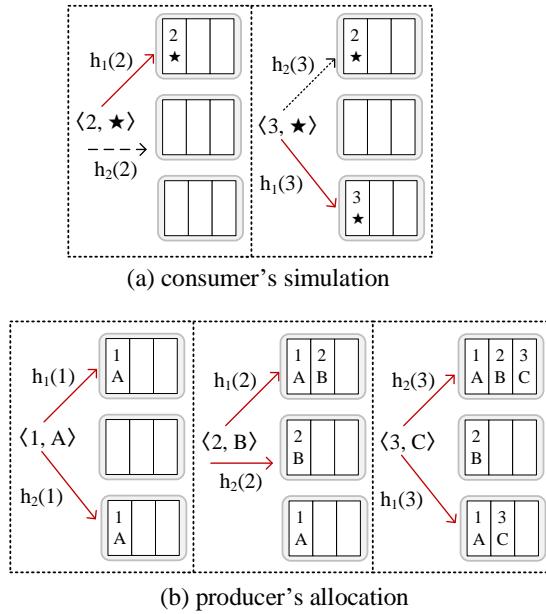 2
★
h₁(2)
⟨2, ★⟩
h₂(2)
2
★
h₂(3)
⟨3, ★⟩
h₁(3)
3
★
(a) consumer's simulation
1
A
h₁(1)
⟨1, A⟩
h₂(1)
1
A
1 2
A B
h₁(2)
⟨2, B⟩
2
B
h₂(2)
1
A
1 2 3
A B C
h₂(3)
⟨3, C⟩
2
B
h₁(3)
1 3
A C
(b) producer's allocation